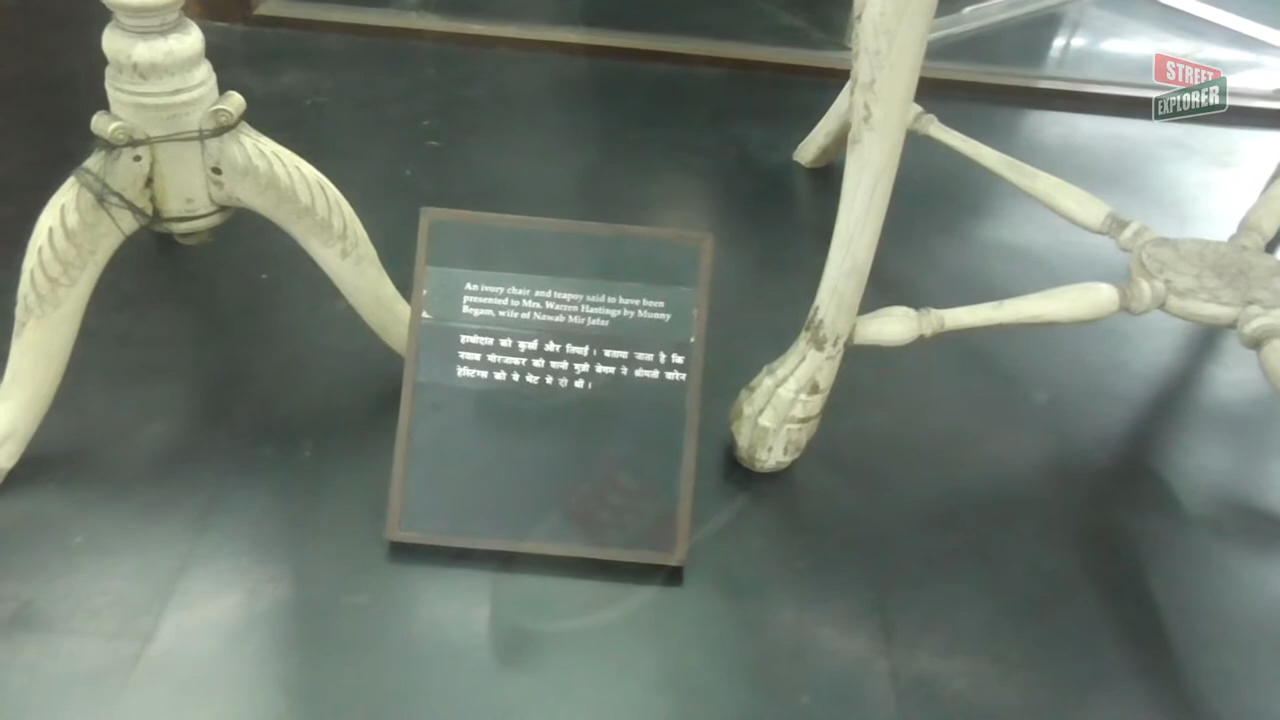 STREET
EXPLORER
An ivory chair and teapoy said to have been
presented to Mrs. Warren Hastings by Munny
Begam, wife of Nawab Mir Jafar
हाथीदांत की कुर्सी और तिपाई। बताया जाता है कि
नवाब मीरजाफर की पत्नी मुन्नी बेगम ने श्रीमती वारेन
हेस्टिंग्स को ये भेंट में दी थी।